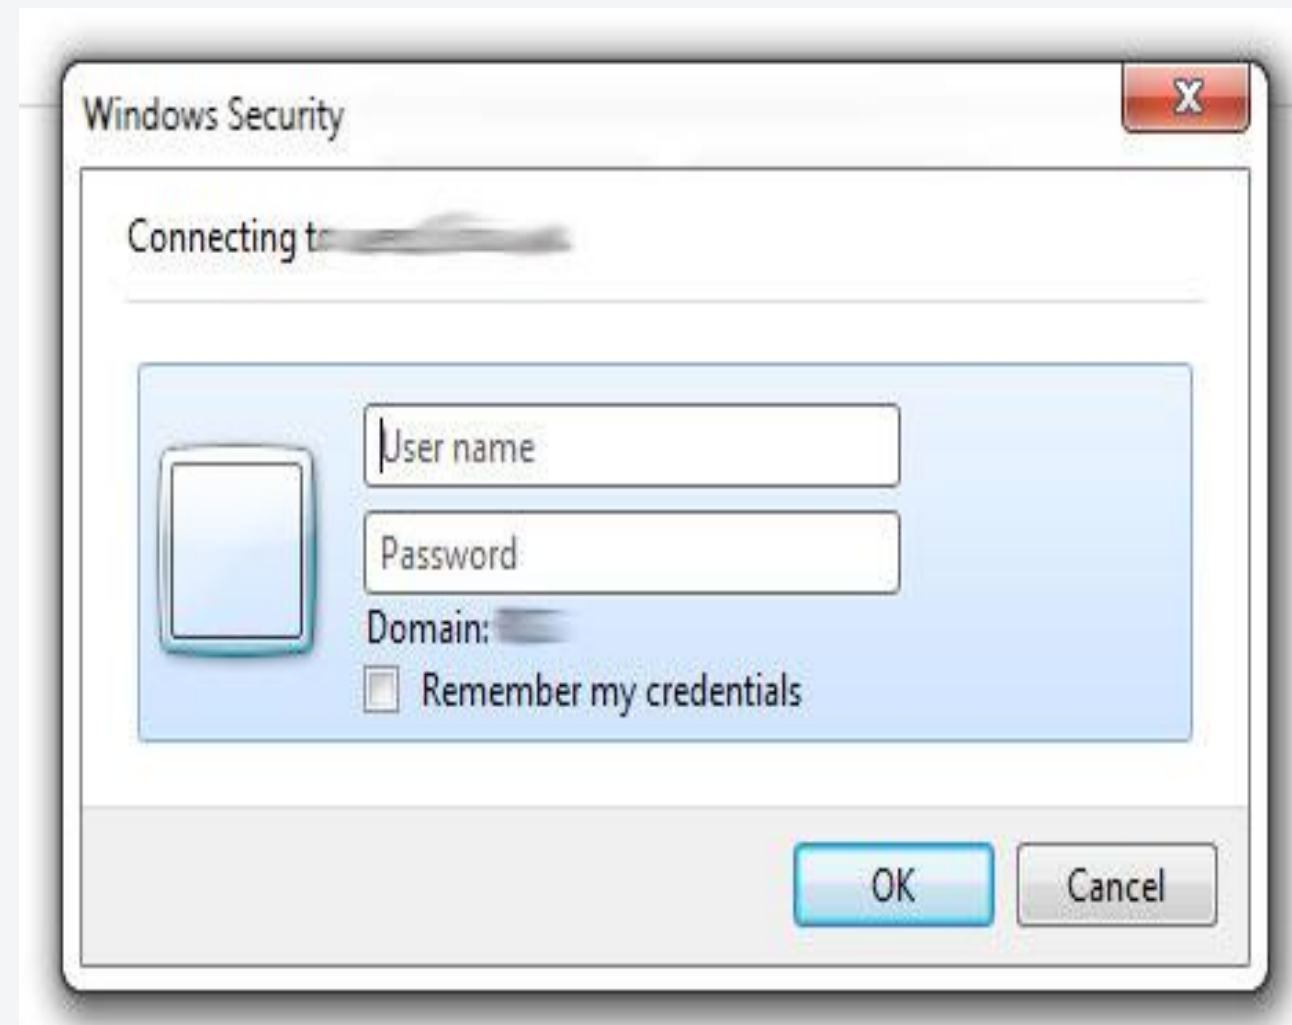 Windows Security
X
Connecting
User name
Password
Domain:
Remember my credentials
OK
Cancel